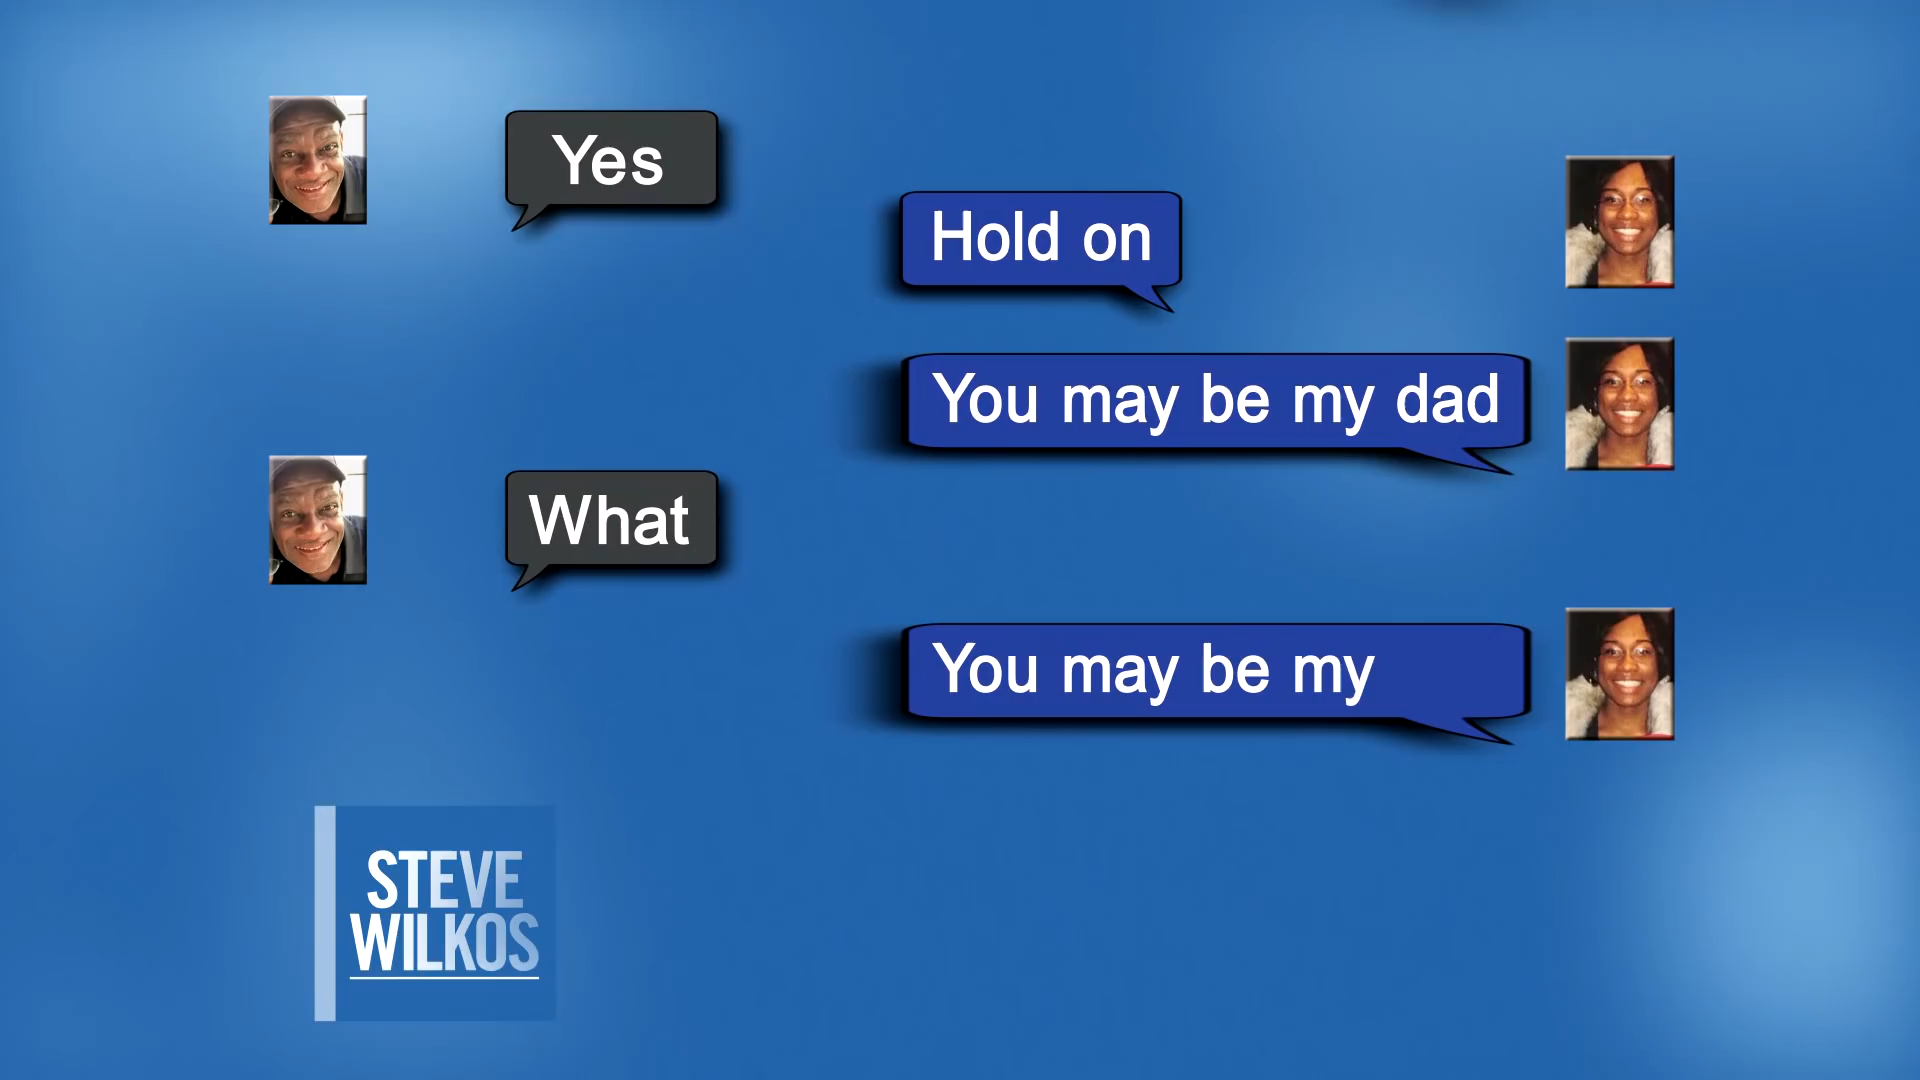 Yes
Hold on
You may be my dad
What
You may be my
STEVE
WILKOS